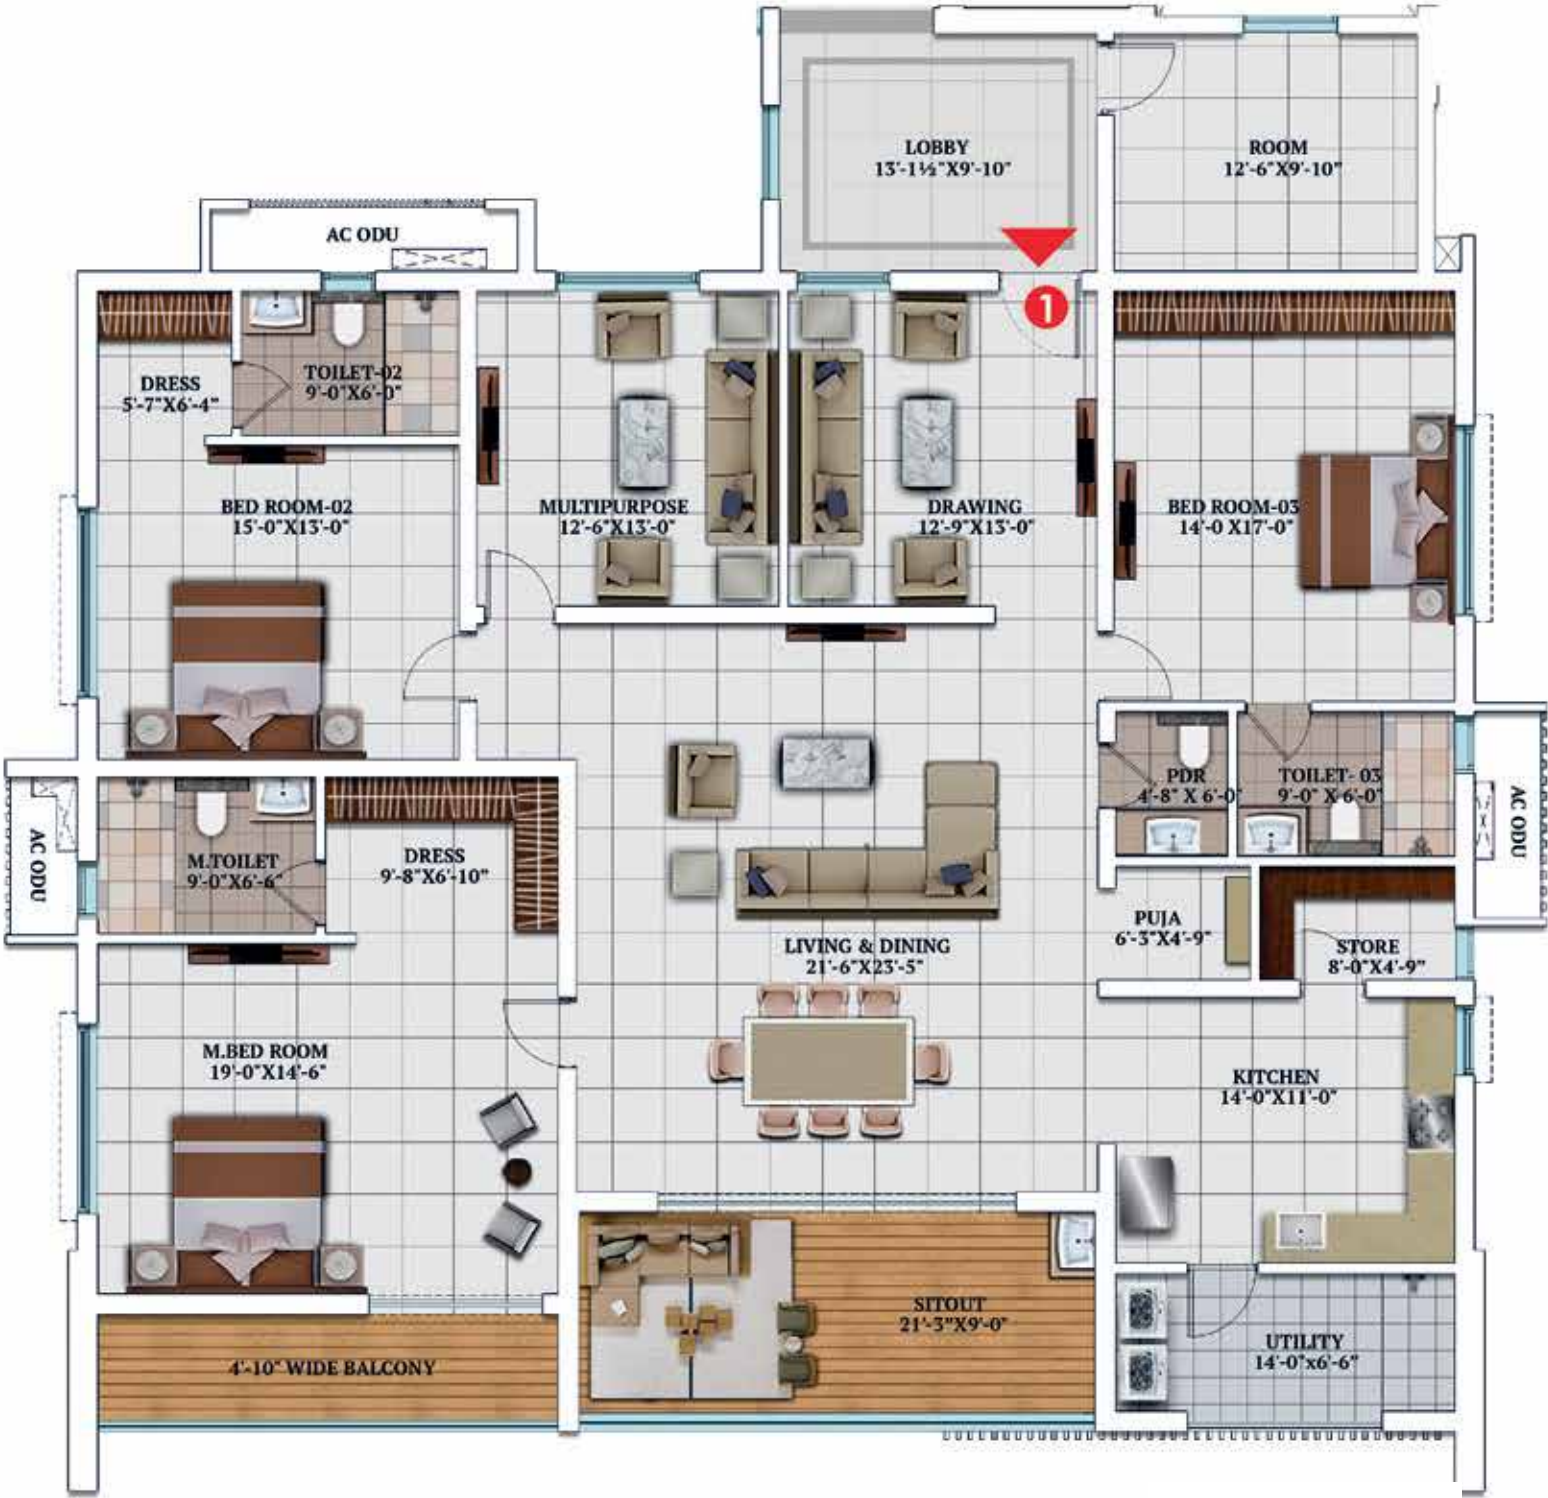 LOBBY
13'-1½"X9'-10"
ROOM
12'-6"X9'-10"
AC ODU
1
DRESS
5'-7"X6'-4"
TOILET-02
9'-0"X6'-0"
BED ROOM-02
15'-0"X13'-0"
MULTIPURPOSE
12'-6"X13'-0"
DRAWING
12'-9"X13'-0"
BED ROOM-03
14'-0 X17'-0"
PDR
4'-8" X 6'-0"
TOILET- 03
9'-0" X 6'-0"
AC ODU
AC ODU
M.TOILET
9'-0"X6'-6"
DRESS
9'-8"X6'-10"
PUJA
6'-3"X4'-9"
STORE
8'-0"X4'-9"
LIVING & DINING
21'-6"X23'-5"
M.BED ROOM
19'-0"X14'-6"
KITCHEN
14'-0"X11'-0"
SITOUT
21'-3"X9'-0"
UTILITY
14'-0"x6'-6"
4'-10" WIDE BALCONY